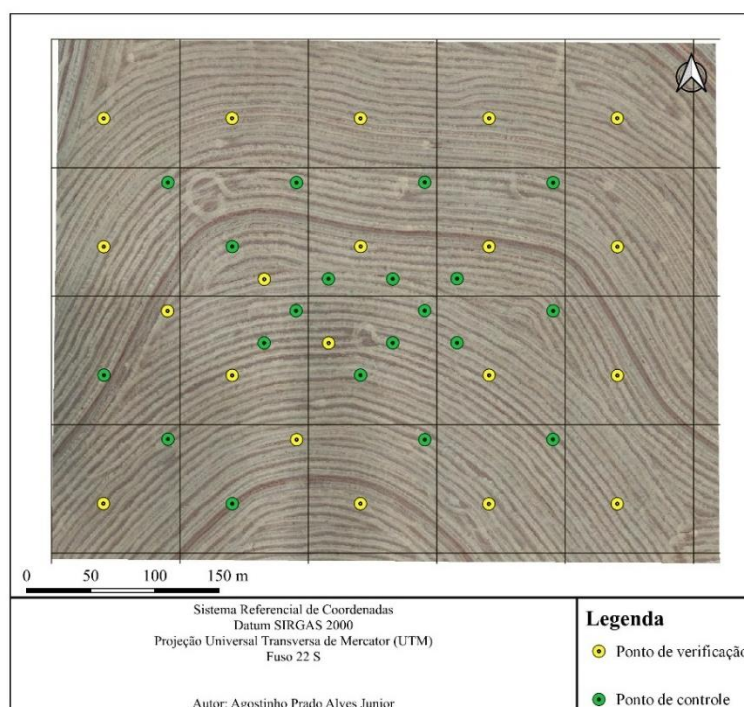 0 50 100 150 m
Sistema Referencial de Coordenadas
Datum SIRGAS 2000
Projeção Universal Transversa de Mercator (UTM)
Fuso 22 S
Autor: Agostinho Prado Alves Junior
Legenda
Ponto de verificação
Ponto de controle